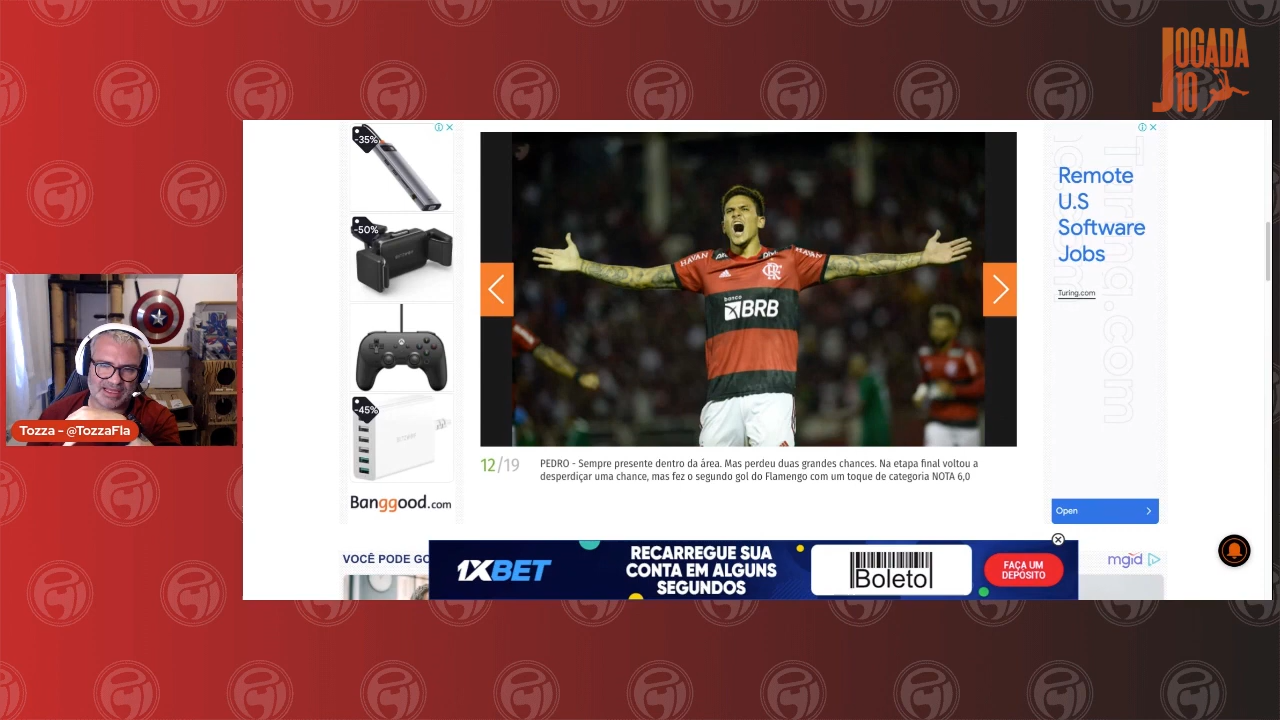 JOGADA
10
-35%
-50%
-45%
Banggood.com
HAVAN
banco
BRB
Remote
U.S
Software
Jobs
Turing.com
Open
12/19
PEDRO - Sempre presente dentro da área. Mas perdeu duas grandes chances. Na etapa final voltou a
desperdiçar uma chance, mas fez o segundo gol do Flamengo com um toque de categoria NOTA 6,0
Tozza - @TozzaFla
VOCÊ PODE GO
mgid
1XBET
RECARREGUE SUA
CONTA EM ALGUNS
SEGUNDOS
Boleto
FAÇA UM
DEPÓSITO